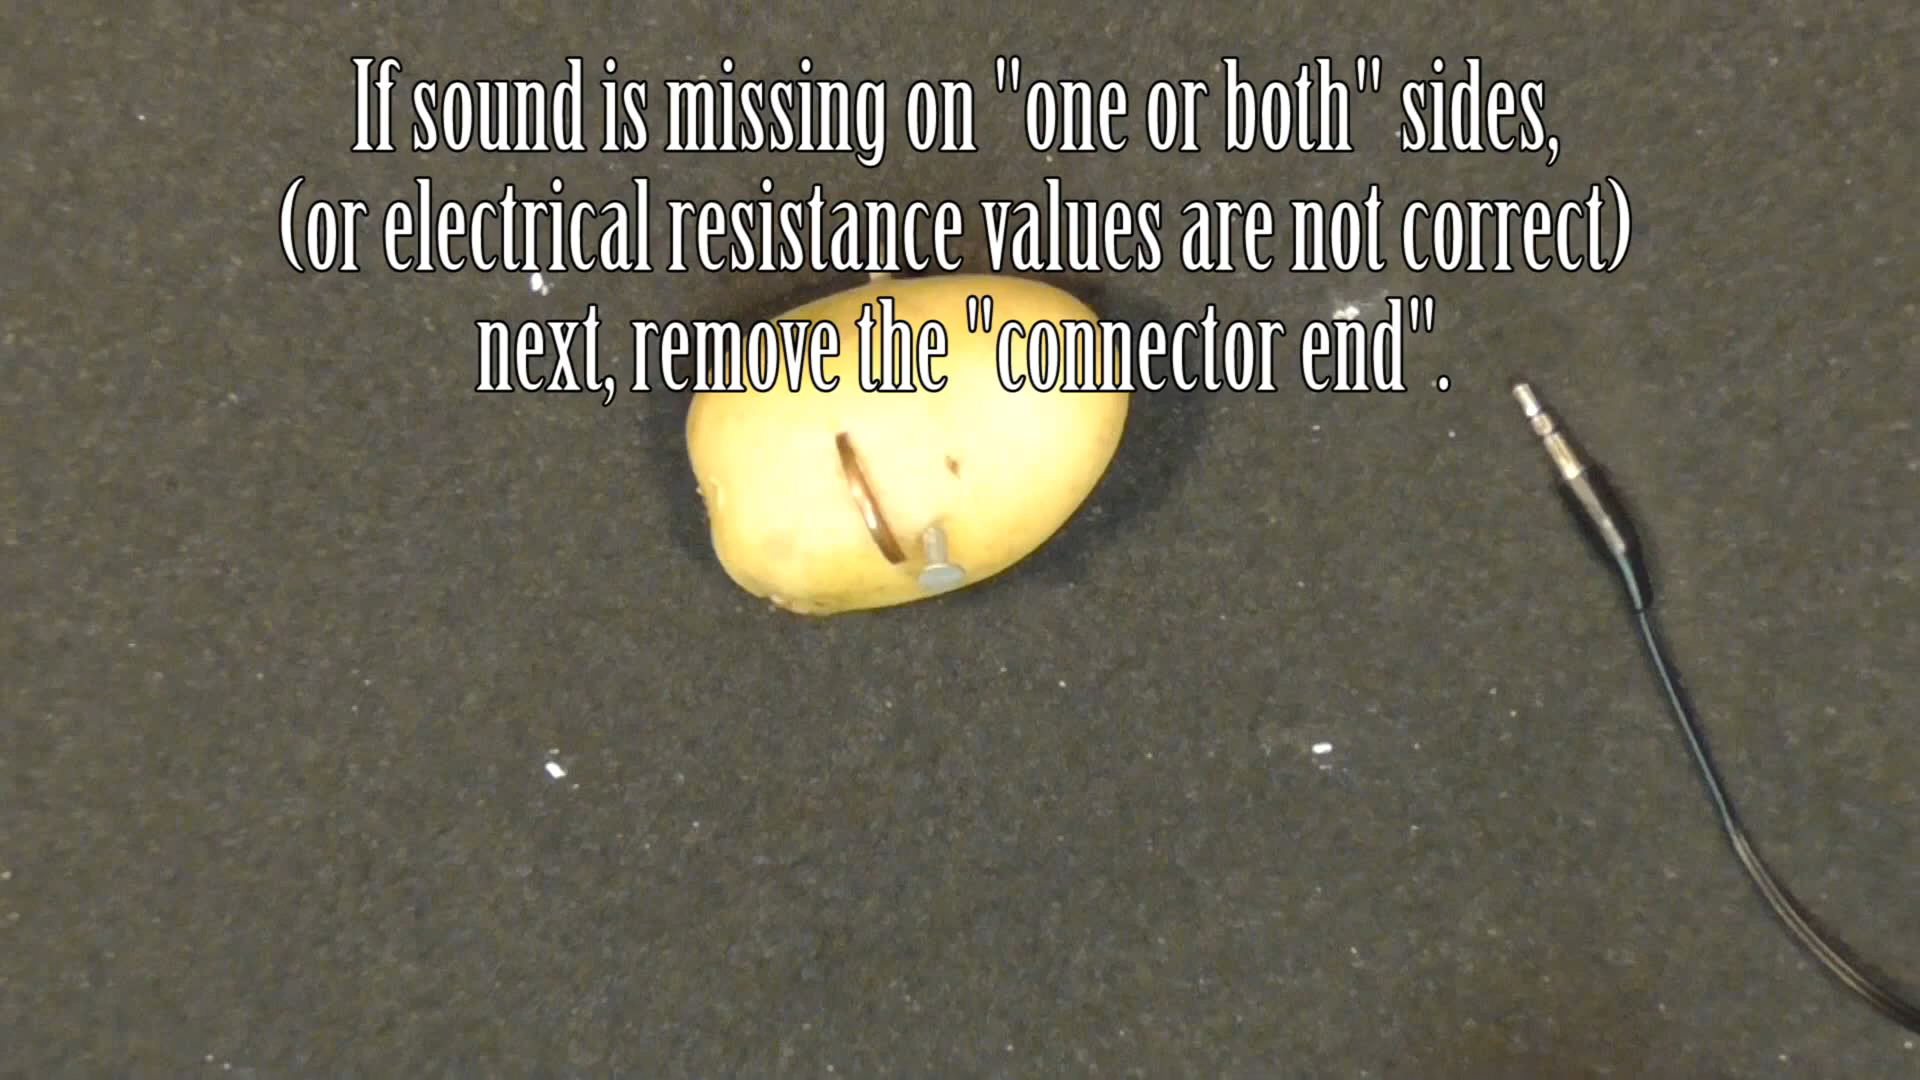 If sound is missing on "one or both" sides,
(or electrical resistance values are not correct)
next, remove the "connector end".